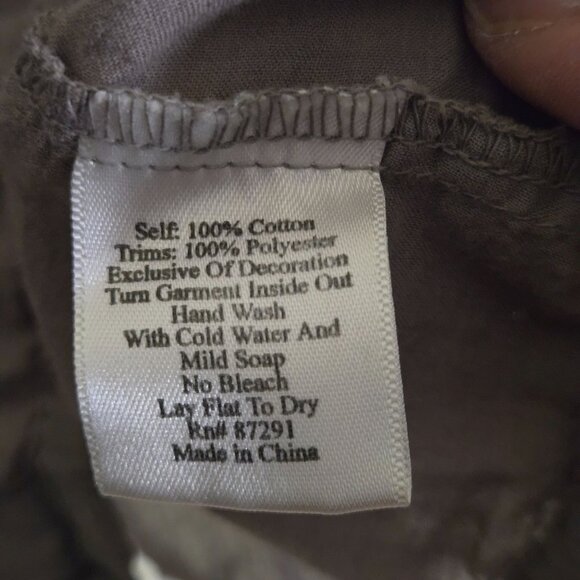 Self: 100% Cotton
Trims: 100% Polyester
Exclusive Of Decoration
Turn Garment Inside Out
Hand Wash
With Cold Water And
Mild Soap
No Bleach
Lay Flat To Dry
Rn# 87291
Made in China